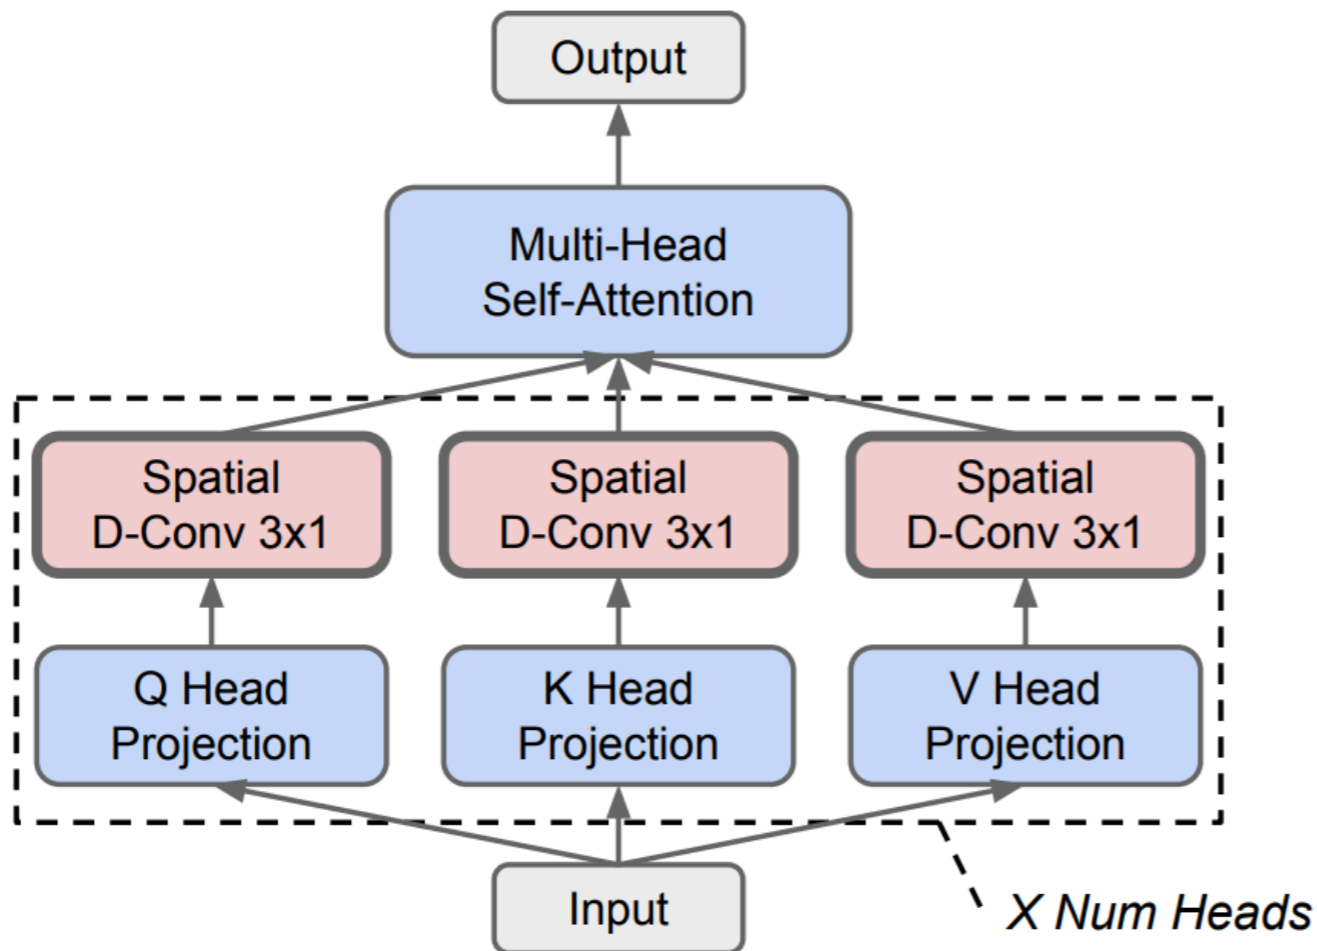 Output
Multi-Head
Self-Attention
Spatial
D-Conv 3x1
Spatial
D-Conv 3x1
Spatial
D-Conv 3x1
Q Head
Projection
K Head
Projection
V Head
Projection
Input
X Num Heads